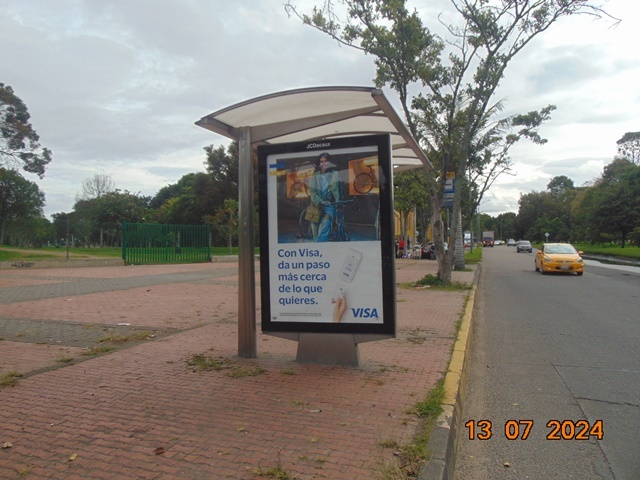 JCDecaux
Con Visa,
da un paso
más cerca
de lo que
quieres.
VISA
13 07 2024